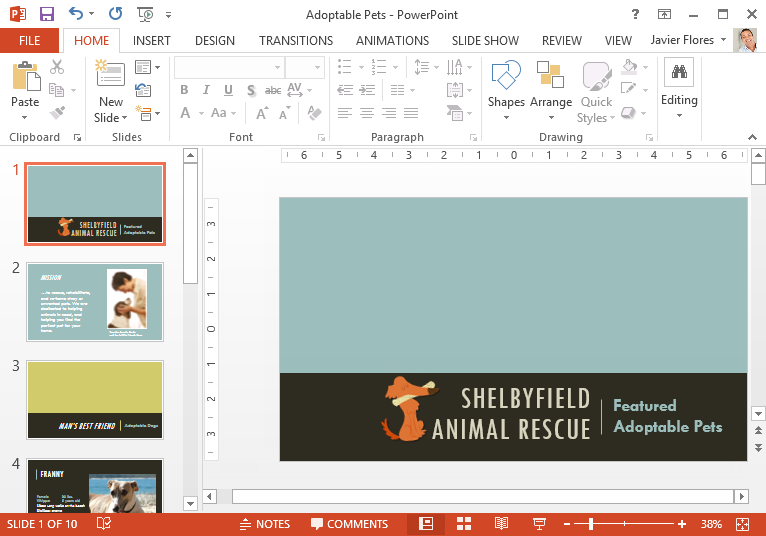 Adoptable Pets - PowerPoint
?
FILE HOME INSERT DESIGN TRANSITIONS ANIMATIONS SLIDE SHOW REVIEW VIEW Javier Flores
Paste
New
Slide
B I U S abc AV
A Aa A A
Shapes Arrange Quick
Styles
Editing
Clipboard Slides Font Paragraph Drawing
6 5 4 3 2 1 0 1 2 3 4 5 6
3
2
1
0
1
2
3
1
SHELBYFIELD
ANIMAL RESCUE
Featured
Adoptable Pets
2
MISSION
3
MAN'S BEST FRIEND
Adoptable Dogs
4
FRANNY
SHELBYFIELD
ANIMAL RESCUE
Featured
Adoptable Pets
SLIDE 1 OF 10 NOTES COMMENTS 38%